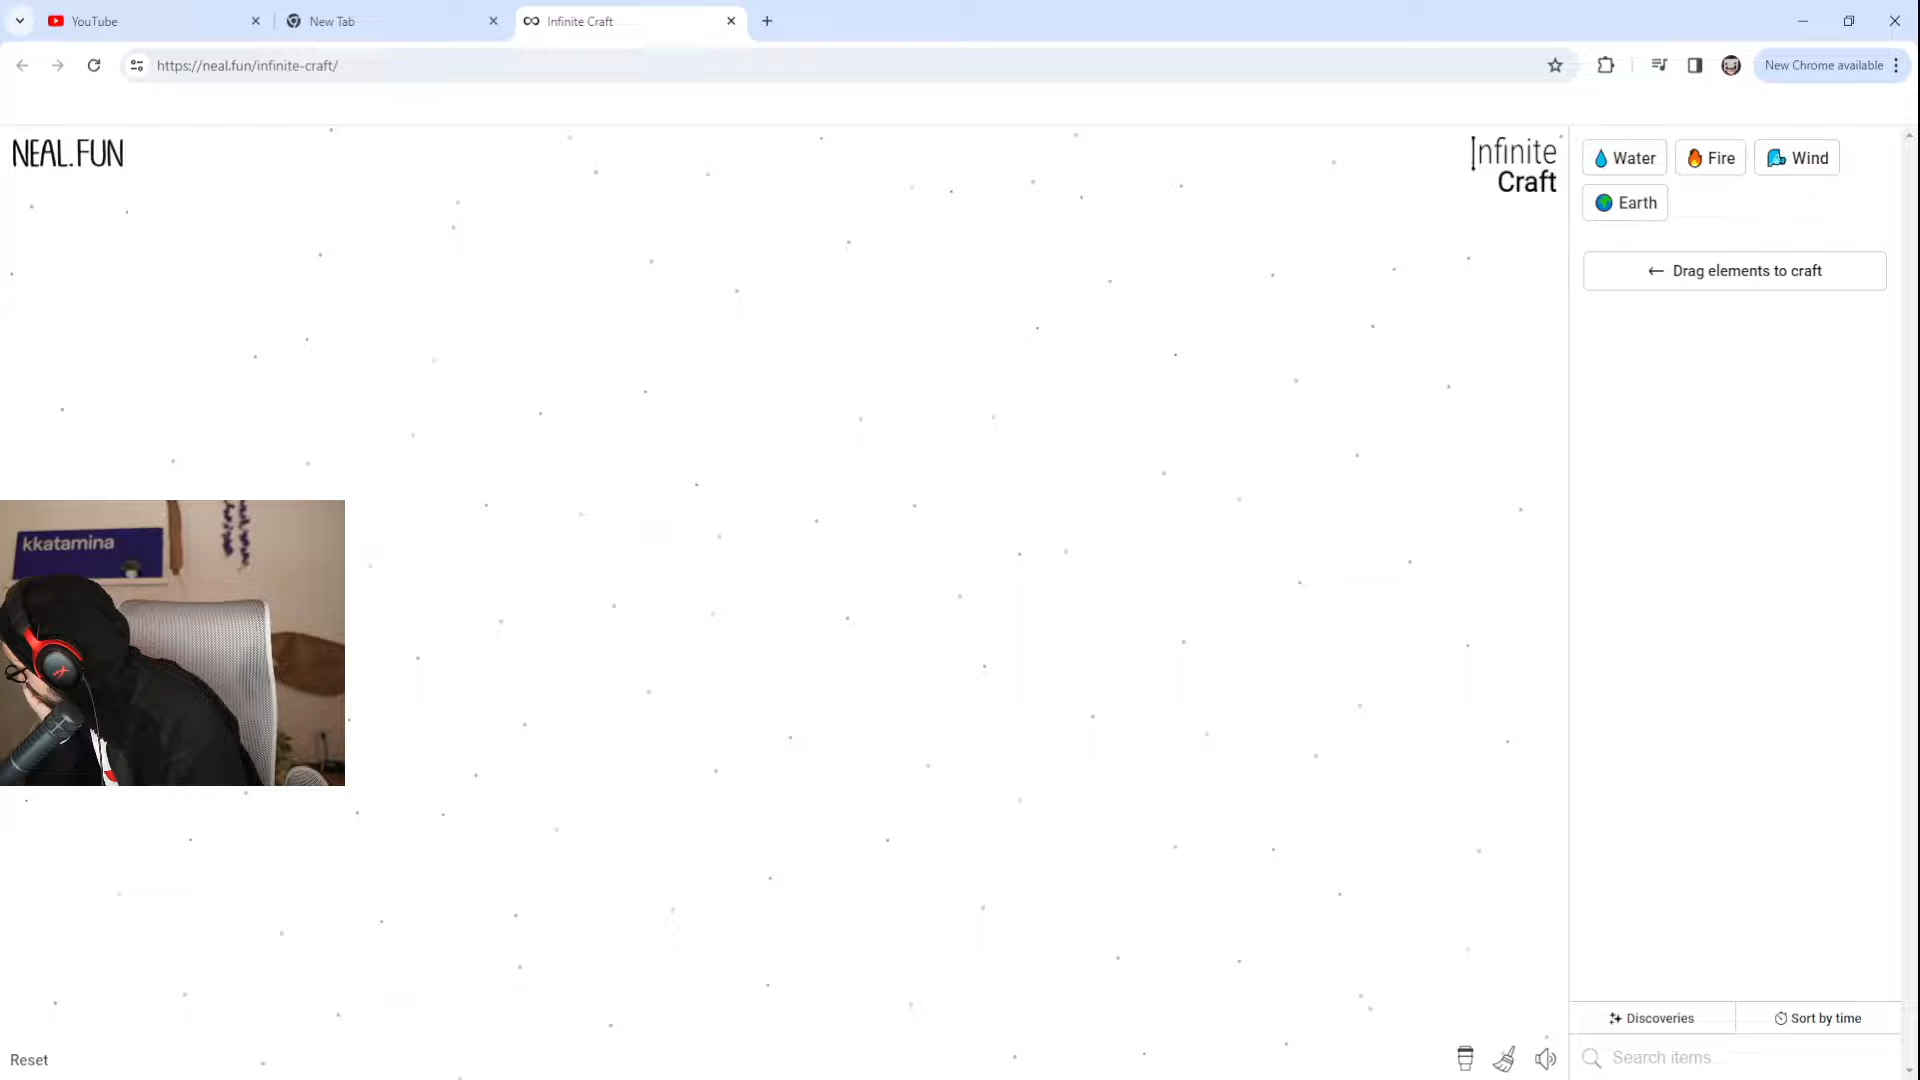 YouTube
New Tab
Infinite Craft
https://neal.fun/infinite-craft/
New Chrome available
NEAL.FUN
Infinite
Craft
Water
Fire
Wind
Earth
← Drag elements to craft
kkatamina
Discoveries
Sort by time
Reset
Search items...